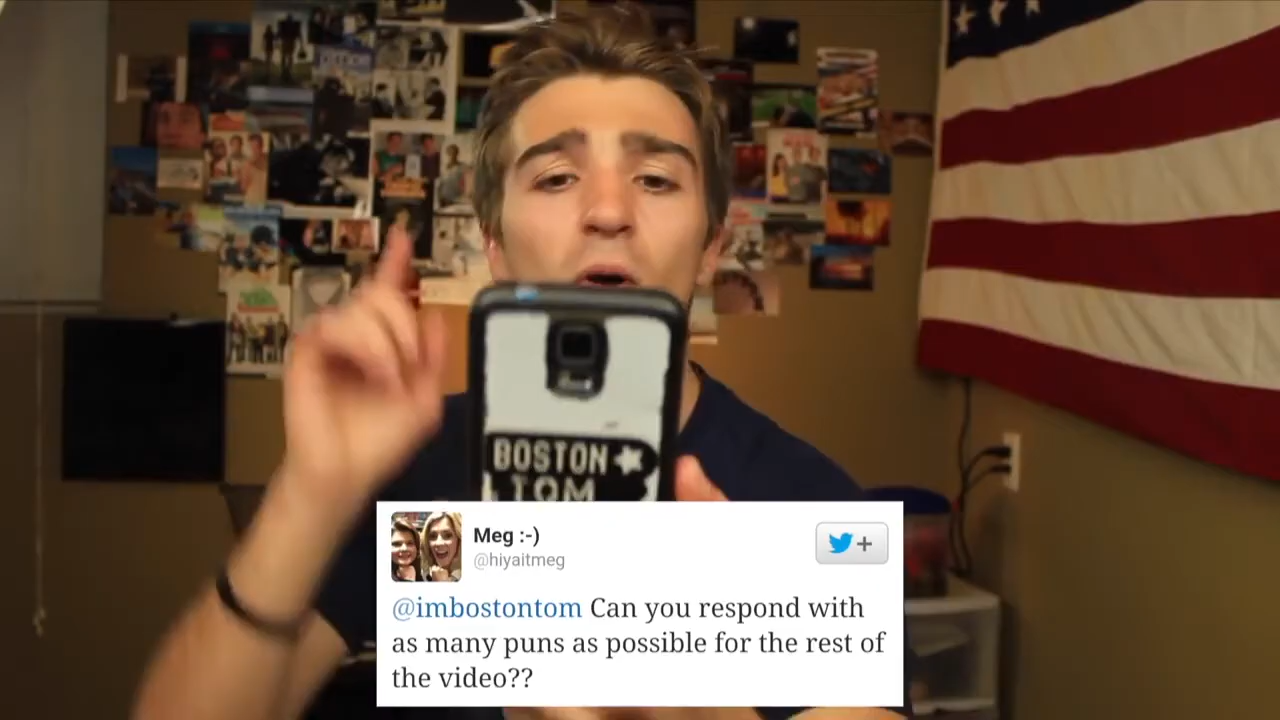 BOSTON
TOM
Meg :-)
@hiyaitmeg
@imbostontom Can you respond with
as many puns as possible for the rest of
the video??